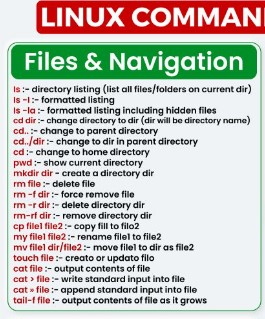 LINUX COMMAN
Files & Navigation
ls :- directory listing (list all files/folders on current dir)
ls -l :- formatted listing
ls -la :- formatted listing including hidden files
cd dir :- change directory to dir (dir will be directory name)
cd.. :- change to parent directory
cd../dir :- change to dir in parent directory
cd :- change to home directory
pwd :- show current directory
mkdir dir - create a directory dir
rm file :- delete file
rm -f dir :- force remove file
rm -r dir :- delete directory dir
rm-rf dir :- remove directory dir
cp file1 file2 :- copy fill to filo2
my file1 file2 :- rename file1 to file2
mv file1 dir/file2 :- move file1 to dir as file2
touch file :- creato or updato filo
cat file :- output contents of file
cat > file :- write standard input into file
cat » file :- append standard input into file
tail-f file :- output contents of file as it grows